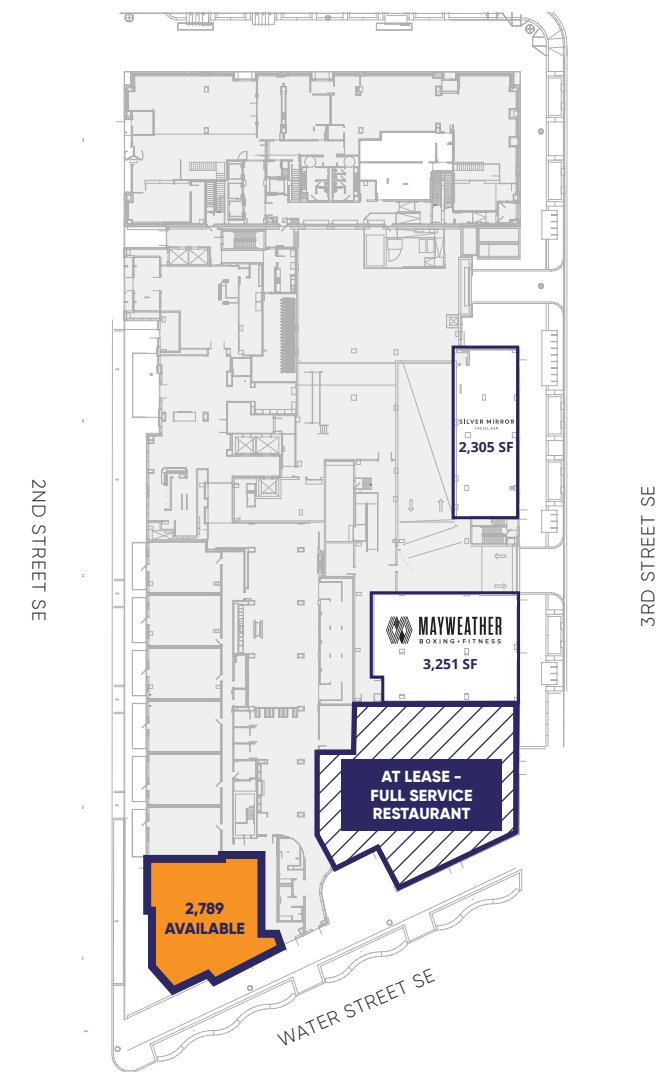 SILVER MIRROR
FACIAL BAR
2,305 SF
2ND STREET SE
3RD STREET SE
MAYWEATHER
BOXING+FITNESS
3,251 SF
AT LEASE –
FULL SERVICE
RESTAURANT
2,789
AVAILABLE
WATER STREET SE